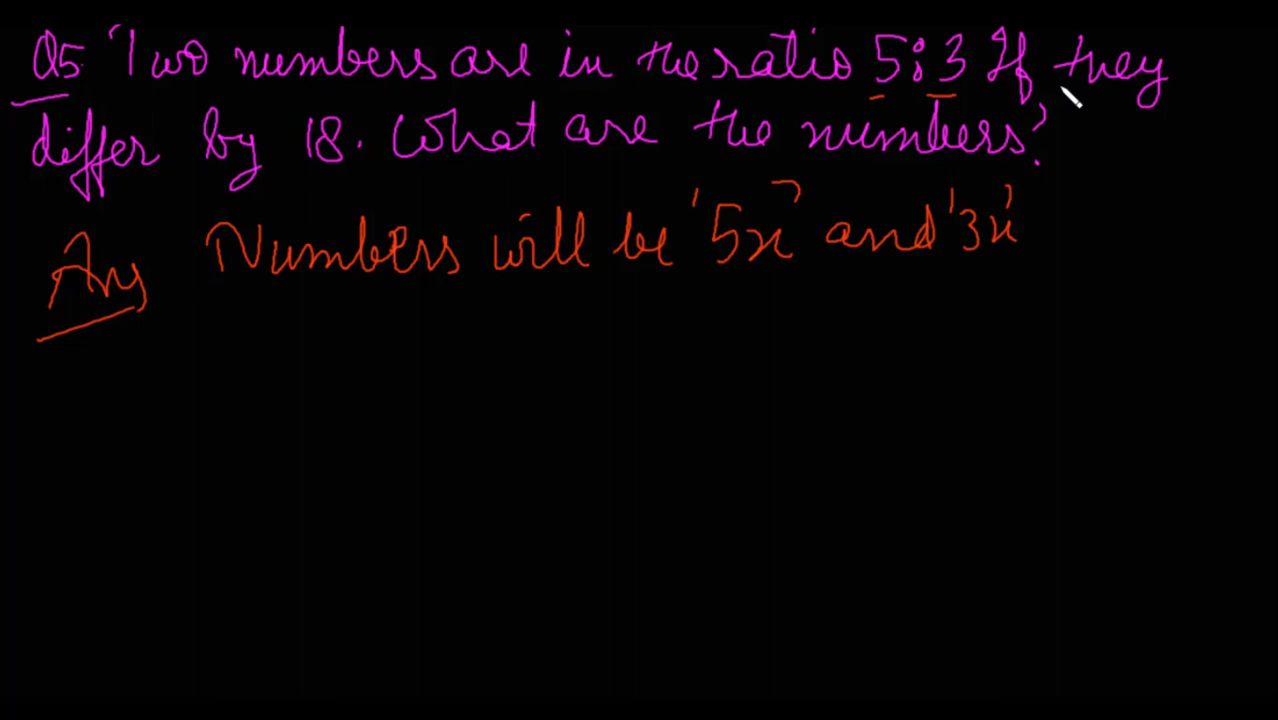 Q5 Two numbers are in the ratio 5:3 If they
differ by 18. What are the numbers?
Ans Numbers will be '5x' and '3x'